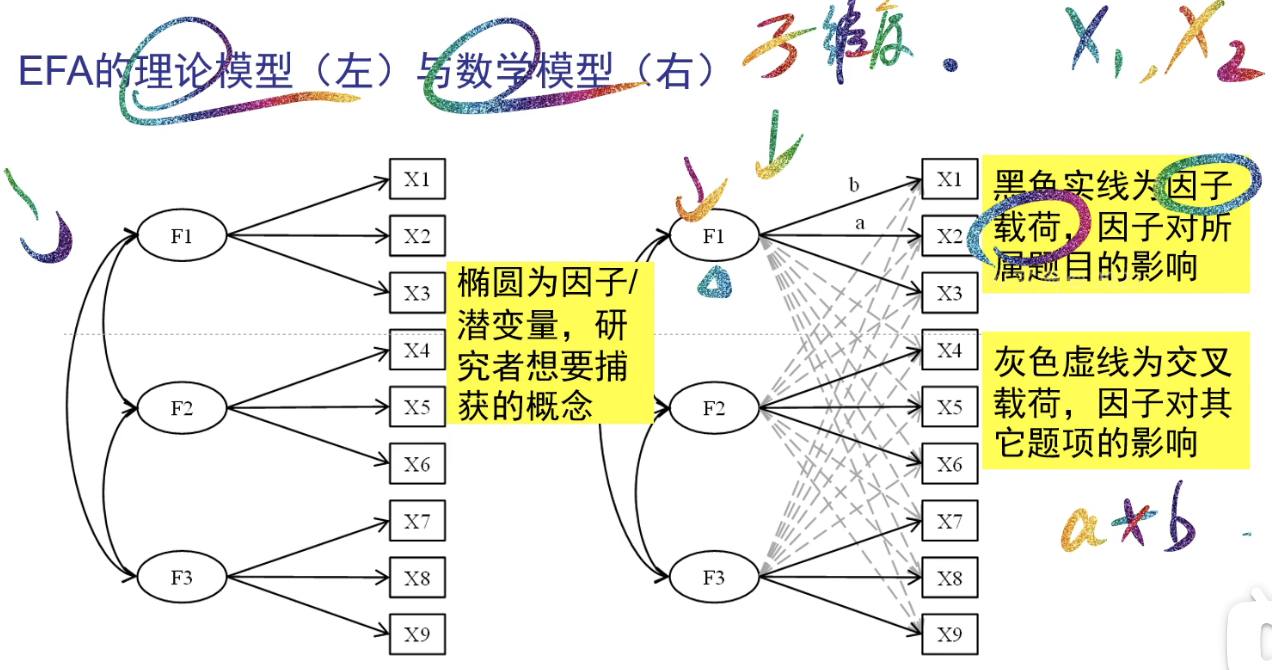 EFA的理论模型（左）与数学模型（右）
子维度.
X1, X2
X1
X2
X3
X4
X5
X6
X7
X8
X9
F1
F2
F3
椭圆为因子/
潜变量，研
究者想要捕
获的概念
b
a
F1
F2
F3
X1
X2
X3
X4
X5
X6
X7
X8
X9
黑色实线为因子
载荷，因子对所
属题目的影响
灰色虚线为交叉
载荷，因子对其
它题项的影响
a*b